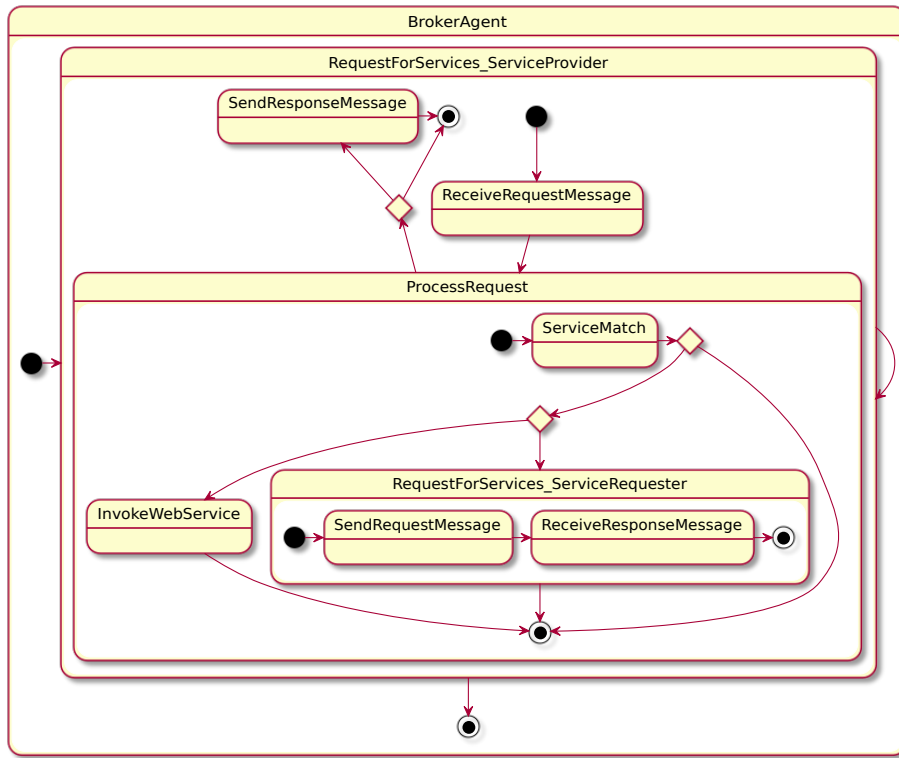 BrokerAgent
RequestForServices_ServiceProvider
SendResponseMessage
ReceiveRequestMessage
ProcessRequest
ServiceMatch
RequestForServices_ServiceRequester
InvokeWebService
SendRequestMessage
ReceiveResponseMessage